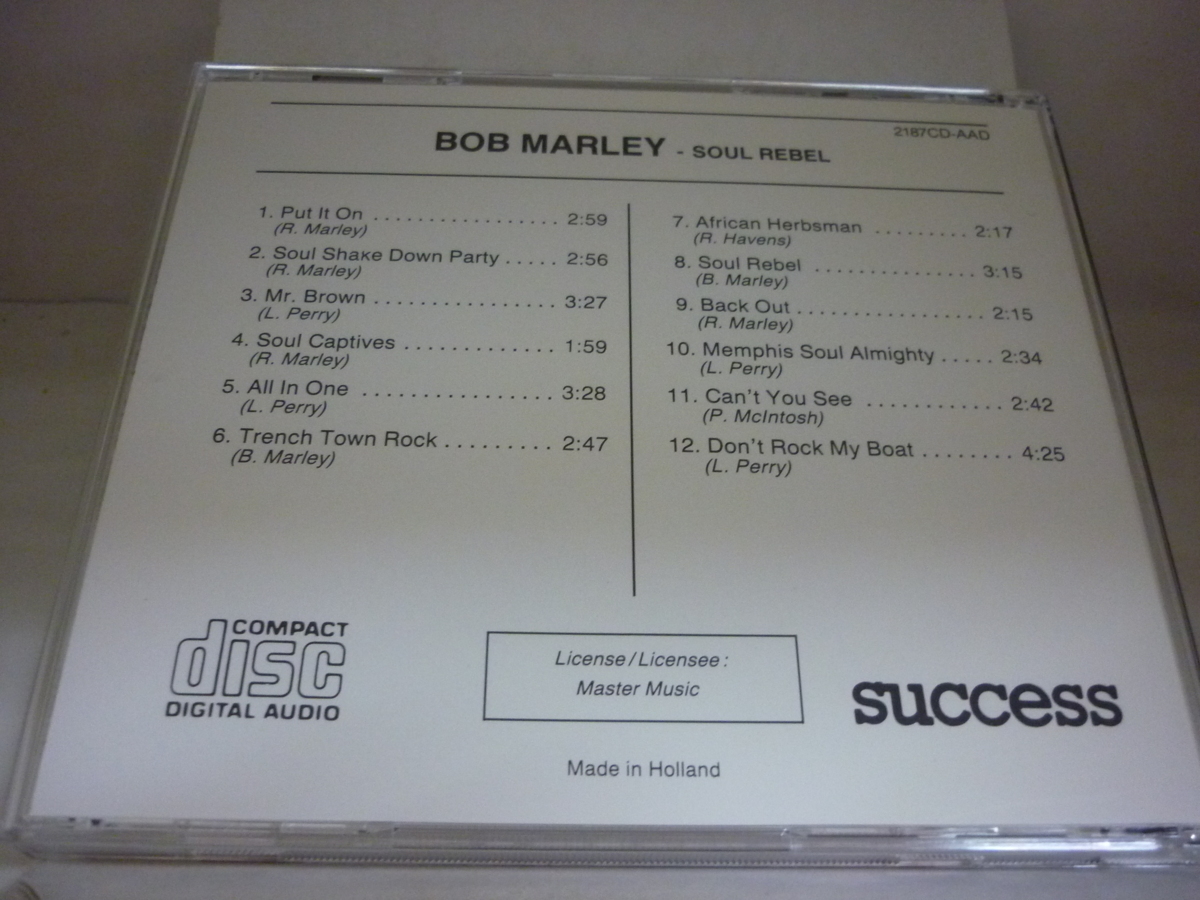 2187CD-AAD
BOB MARLEY - SOUL REBEL
1. Put It On .................. 2:59
(R. Marley)
2. Soul Shake Down Party ..... 2:56
(R. Marley)
3. Mr. Brown .................. 3:27
(L. Perry)
4. Soul Captives ............. 1:59
(R. Marley)
5. All In One .................. 3:28
(L. Perry)
6. Trench Town Rock ......... 2:47
(B. Marley)
7. African Herbsman ......... 2:17
(R. Havens)
8. Soul Rebel ................ 3:15
(B. Marley)
9. Back Out ................. 2:15
(R. Marley)
10. Memphis Soul Almighty ..... 2:34
(L. Perry)
11. Can't You See ............ 2:42
(P. McIntosh)
12. Don't Rock My Boat ........ 4:25
(L. Perry)
COMPACT
disc
DIGITAL AUDIO
License/Licensee:
Master Music
success
Made in Holland